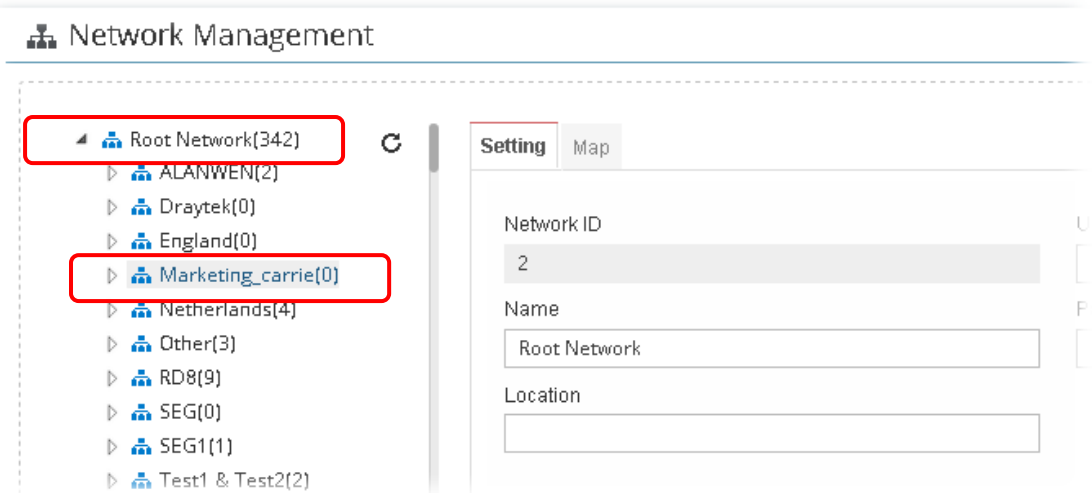 Network Management
Root Network(342)
ALANWEN(2)
Draytek(0)
England(0)
Marketing_carrie(0)
Netherlands(4)
Other(3)
RD8(9)
SEG(0)
SEG1(1)
Test1 & Test2(2)
Setting
Map
Network ID
2
Name
Root Network
Location